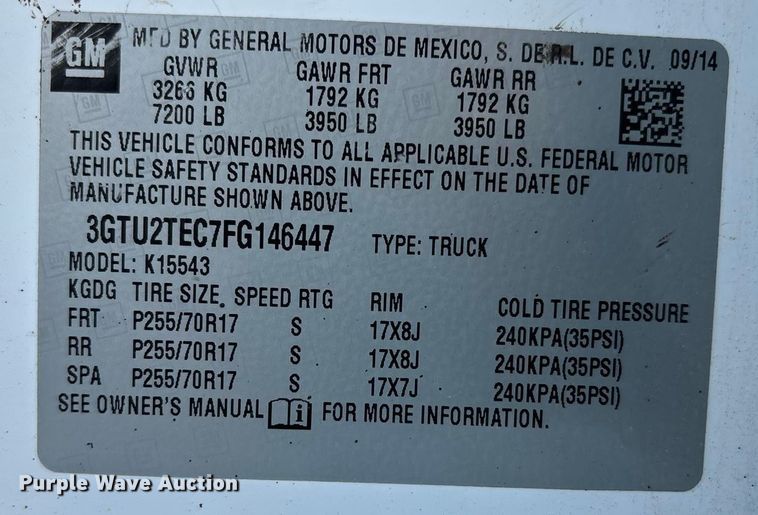 GM
MFD BY GENERAL MOTORS DE MEXICO, S. DE R.L. DE C.V. 09/14
GVWR GAWR FRT GAWR RR
3266 KG 1792 KG 1792 KG
7200 LB 3950 LB 3950 LB
THIS VEHICLE CONFORMS TO ALL APPLICABLE U.S. FEDERAL MOTOR
VEHICLE SAFETY STANDARDS IN EFFECT ON THE DATE OF
MANUFACTURE SHOWN ABOVE.
3GTU2TEC7FG146447 TYPE: TRUCK
MODEL: K15543
KGDG TIRE SIZE, SPEED RTG RIM COLD TIRE PRESSURE
FRT P255/70R17 S 17X8J 240KPA(35PSI)
RR P255/70R17 S 17X8J 240KPA(35PSI)
SPA P255/70R17 S 17X7J 240KPA(35PSI)
SEE OWNER'S MANUAL i FOR MORE INFORMATION.
Purple Wave Auction